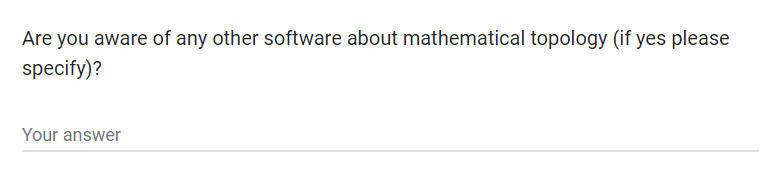 Are you aware of any other software about mathematical topology (if yes please
specify)?
Your answer